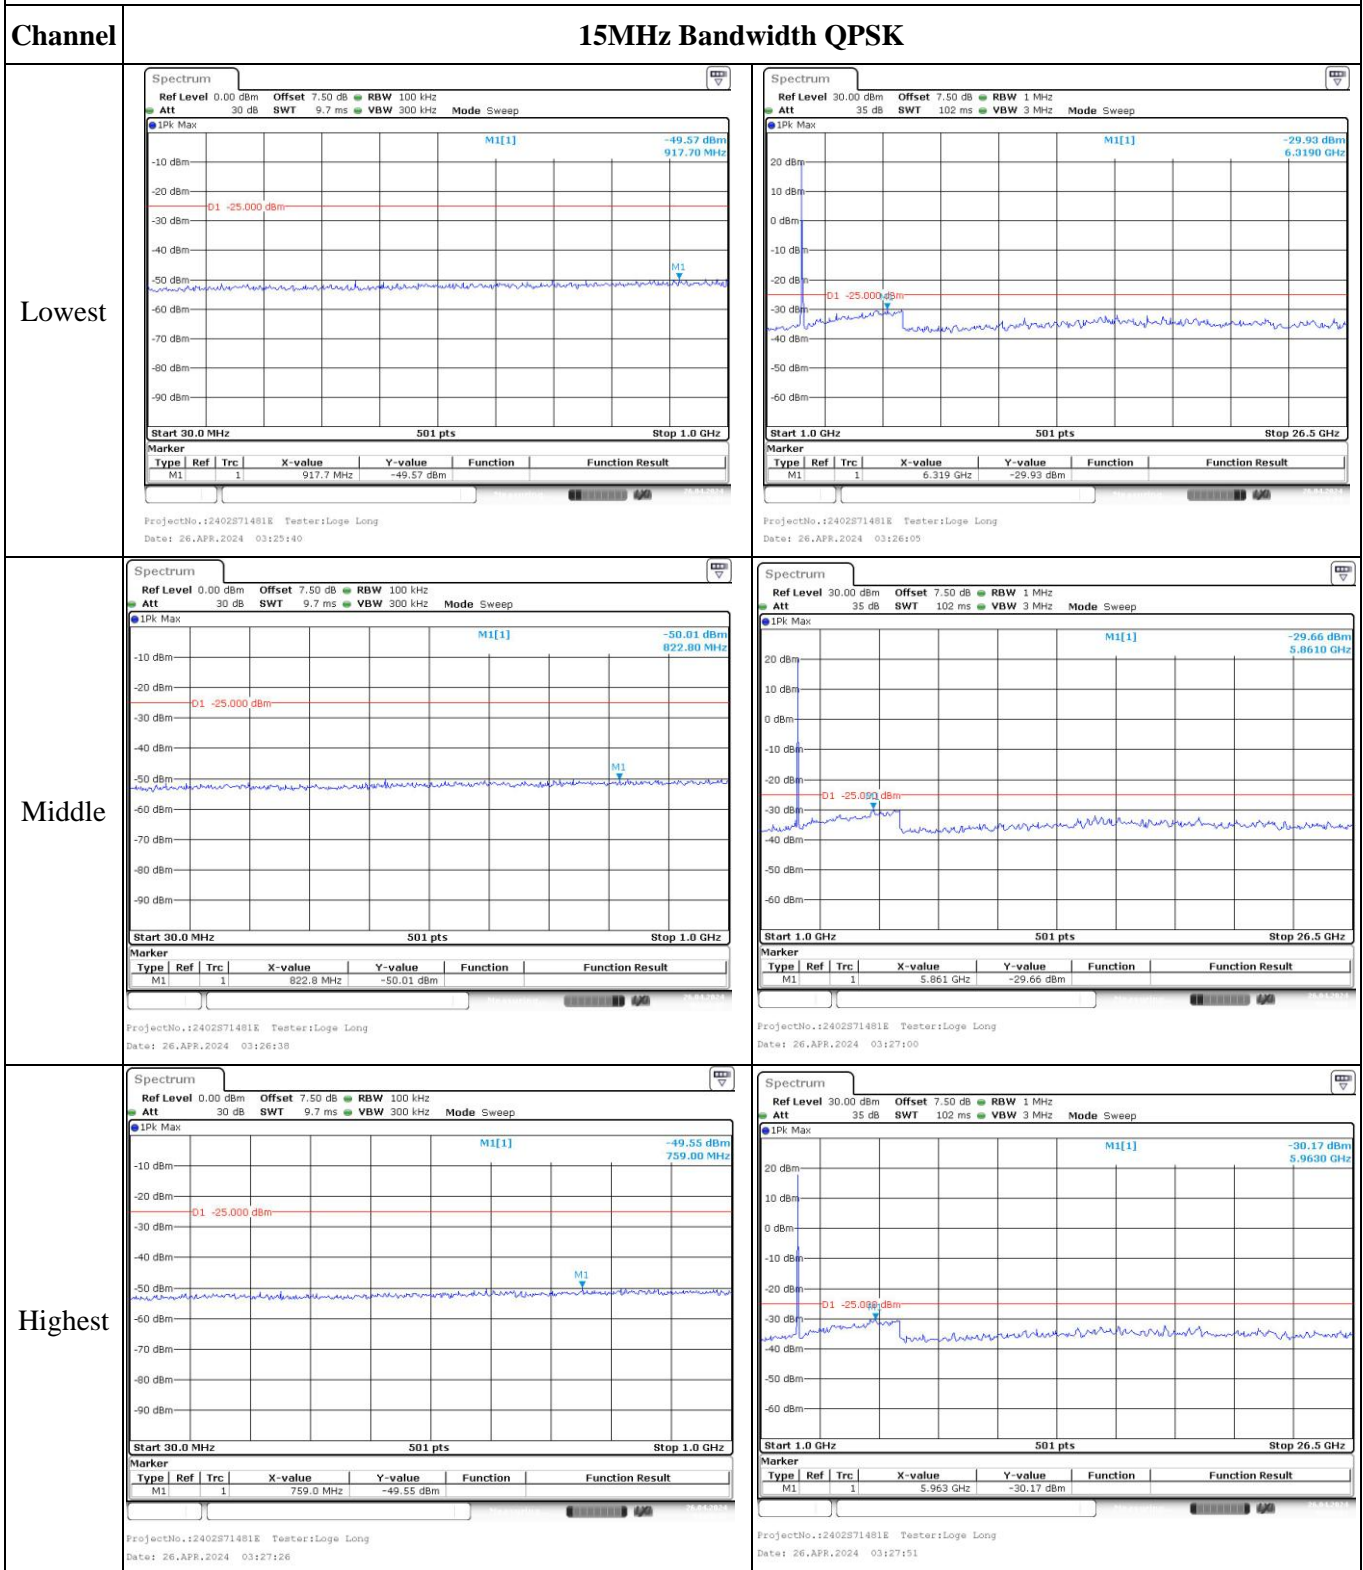 Channel 15MHz Bandwidth QPSK
Lowest
Spectrum
Ref Level 0.00 dBm Offset 7.50 dB RBW 100 kHz
Att 30 dB SWT 9.7 ms VBW 300 kHz Mode Sweep
1Pk Max
M1[1] -49.57 dBm
917.70 MHz
-10 dBm
-20 dBm
D1 -25.000 dBm
-30 dBm
-40 dBm
M1
-50 dBm
-60 dBm
-70 dBm
-80 dBm
-90 dBm
Start 30.0 MHz 501 pts Stop 1.0 GHz
Marker
Type Ref Trc X-value Y-value Function Function Result
M1 1 917.7 MHz -49.57 dBm
ProjectNo.:2402S71481E Tester:Loge Long
Date: 26.APR.2024 03:25:40
Spectrum
Ref Level 30.00 dBm Offset 7.50 dB RBW 1 MHz
Att 35 dB SWT 102 ms VBW 3 MHz Mode Sweep
1Pk Max
M1[1] -29.93 dBm
6.3190 GHz
20 dBm
10 dBm
0 dBm
-10 dBm
-20 dBm
D1 -25.000 dBm
-30 dBm
-40 dBm
-50 dBm
-60 dBm
Start 1.0 GHz 501 pts Stop 26.5 GHz
Marker
Type Ref Trc X-value Y-value Function Function Result
M1 1 6.319 GHz -29.93 dBm
ProjectNo.:2402S71481E Tester:Loge Long
Date: 26.APR.2024 03:26:05
Middle
Spectrum
Ref Level 0.00 dBm Offset 7.50 dB RBW 100 kHz
Att 30 dB SWT 9.7 ms VBW 300 kHz Mode Sweep
1Pk Max
M1[1] -50.01 dBm
822.80 MHz
-10 dBm
-20 dBm
D1 -25.000 dBm
-30 dBm
-40 dBm
M1
-50 dBm
-60 dBm
-70 dBm
-80 dBm
-90 dBm
Start 30.0 MHz 501 pts Stop 1.0 GHz
Marker
Type Ref Trc X-value Y-value Function Function Result
M1 1 822.8 MHz -50.01 dBm
ProjectNo.:2402S71481E Tester:Loge Long
Date: 26.APR.2024 03:26:38
Spectrum
Ref Level 30.00 dBm Offset 7.50 dB RBW 1 MHz
Att 35 dB SWT 102 ms VBW 3 MHz Mode Sweep
1Pk Max
M1[1] -29.66 dBm
5.8610 GHz
20 dBm
10 dBm
0 dBm
-10 dBm
-20 dBm
D1 -25.000 dBm
-30 dBm
-40 dBm
-50 dBm
-60 dBm
Start 1.0 GHz 501 pts Stop 26.5 GHz
Marker
Type Ref Trc X-value Y-value Function Function Result
M1 1 5.861 GHz -29.66 dBm
ProjectNo.:2402S71481E Tester:Loge Long
Date: 26.APR.2024 03:27:00
Highest
Spectrum
Ref Level 0.00 dBm Offset 7.50 dB RBW 100 kHz
Att 30 dB SWT 9.7 ms VBW 300 kHz Mode Sweep
1Pk Max
M1[1] -49.55 dBm
759.00 MHz
-10 dBm
-20 dBm
D1 -25.000 dBm
-30 dBm
-40 dBm
M1
-50 dBm
-60 dBm
-70 dBm
-80 dBm
-90 dBm
Start 30.0 MHz 501 pts Stop 1.0 GHz
Marker
Type Ref Trc X-value Y-value Function Function Result
M1 1 759.0 MHz -49.55 dBm
ProjectNo.:2402S71481E Tester:Loge Long
Date: 26.APR.2024 03:27:26
Spectrum
Ref Level 30.00 dBm Offset 7.50 dB RBW 1 MHz
Att 35 dB SWT 102 ms VBW 3 MHz Mode Sweep
1Pk Max
M1[1] -30.17 dBm
5.9630 GHz
20 dBm
10 dBm
0 dBm
-10 dBm
-20 dBm
D1 -25.000 dBm
-30 dBm
-40 dBm
-50 dBm
-60 dBm
Start 1.0 GHz 501 pts Stop 26.5 GHz
Marker
Type Ref Trc X-value Y-value Function Function Result
M1 1 5.963 GHz -30.17 dBm
ProjectNo.:2402S71481E Tester:Loge Long
Date: 26.APR.2024 03:27:51